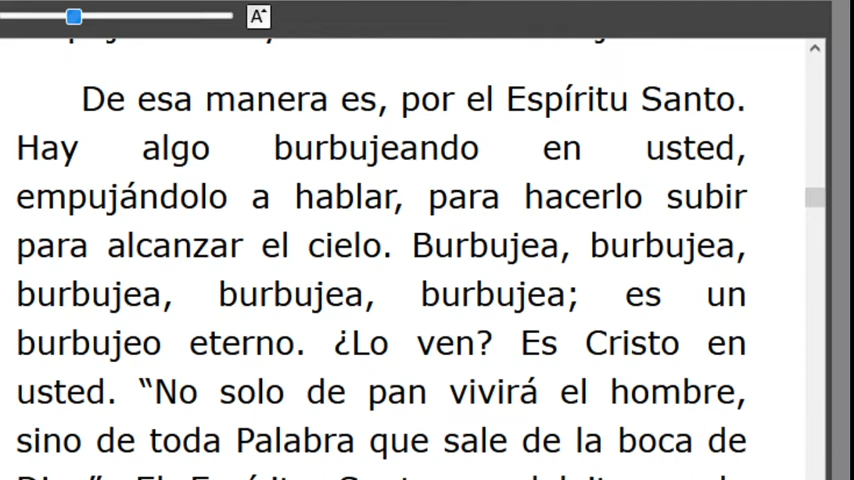 A
De esa manera es, por el Espíritu Santo.
Hay algo burbujeando en usted,
empujándolo a hablar, para hacerlo subir
para alcanzar el cielo. Burbujea, burbujea,
burbujea, burbujea, burbujea; es un
burbujeo eterno. ¿Lo ven? Es Cristo en
usted. “No solo de pan vivirá el hombre,
sino de toda Palabra que sale de la boca de